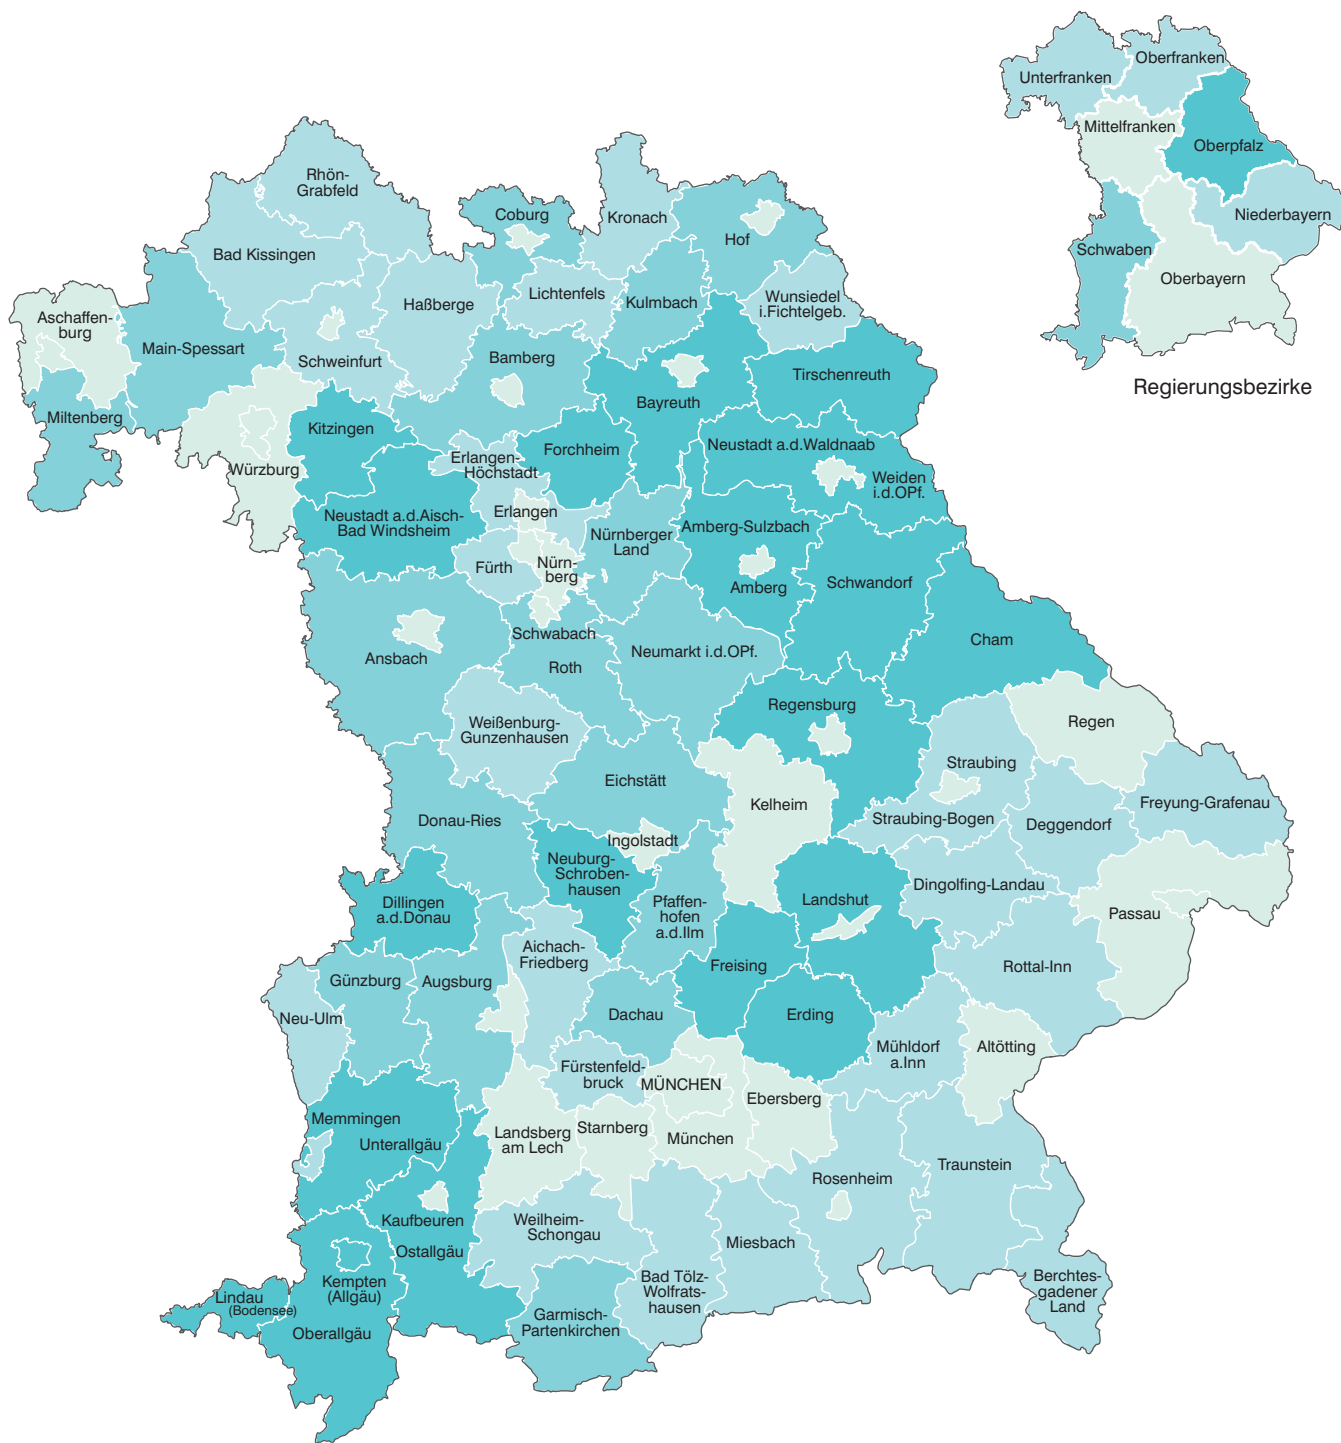 Oberfranken
Unterfranken
Mittelfranken
Oberpfalz
Niederbayern
Schwaben
Oberbayern
Regierungsbezirke
Rhön-
Grabfeld
Coburg
Kronach
Hof
Bad Kissingen
Lichtenfels
Kulmbach
Wunsiedel
i.Fichtelgeb.
Haßberge
Aschaffen-
burg
Main-Spessart
Schweinfurt
Bamberg
Tirschenreuth
Bayreuth
Miltenberg
Kitzingen
Forchheim
Neustadt a.d.Waldnaab
Erlangen-
Höchstadt
Würzburg
Weiden
i.d.OPf.
Erlangen
Neustadt a.d.Aisch-
Bad Windsheim
Nürnberger
Land
Amberg-Sulzbach
Fürth
Nürn-
berg
Amberg
Schwandorf
Schwabach
Ansbach
Roth
Neumarkt i.d.OPf.
Cham
Regensburg
Regen
Weißenburg-
Gunzenhausen
Straubing
Eichstätt
Kelheim
Freyung-Grafenau
Donau-Ries
Straubing-Bogen
Deggendorf
Ingolstadt
Neuburg-
Schroben-
hausen
Dingolfing-Landau
Dillingen
a.d.Donau
Pfaffen-
hofen
a.d.Ilm
Landshut
Passau
Aichach-
Friedberg
Freising
Rottal-Inn
Günzburg
Augsburg
Neu-Ulm
Dachau
Erding
Mühldorf
a.Inn
Altötting
Fürstenfeld-
bruck
MÜNCHEN
Ebersberg
Memmingen
Unterallgäu
Landsberg
am Lech
Starnberg
München
Rosenheim
Traunstein
Kaufbeuren
Ostallgäu
Weilheim-
Schongau
Miesbach
Bad Tölz-
Wolfrats-
hausen
Berchtes-
gadener
Land
Kempten
(Allgäu)
Lindau
(Bodensee)
Oberallgäu
Garmisch-
Partenkirchen